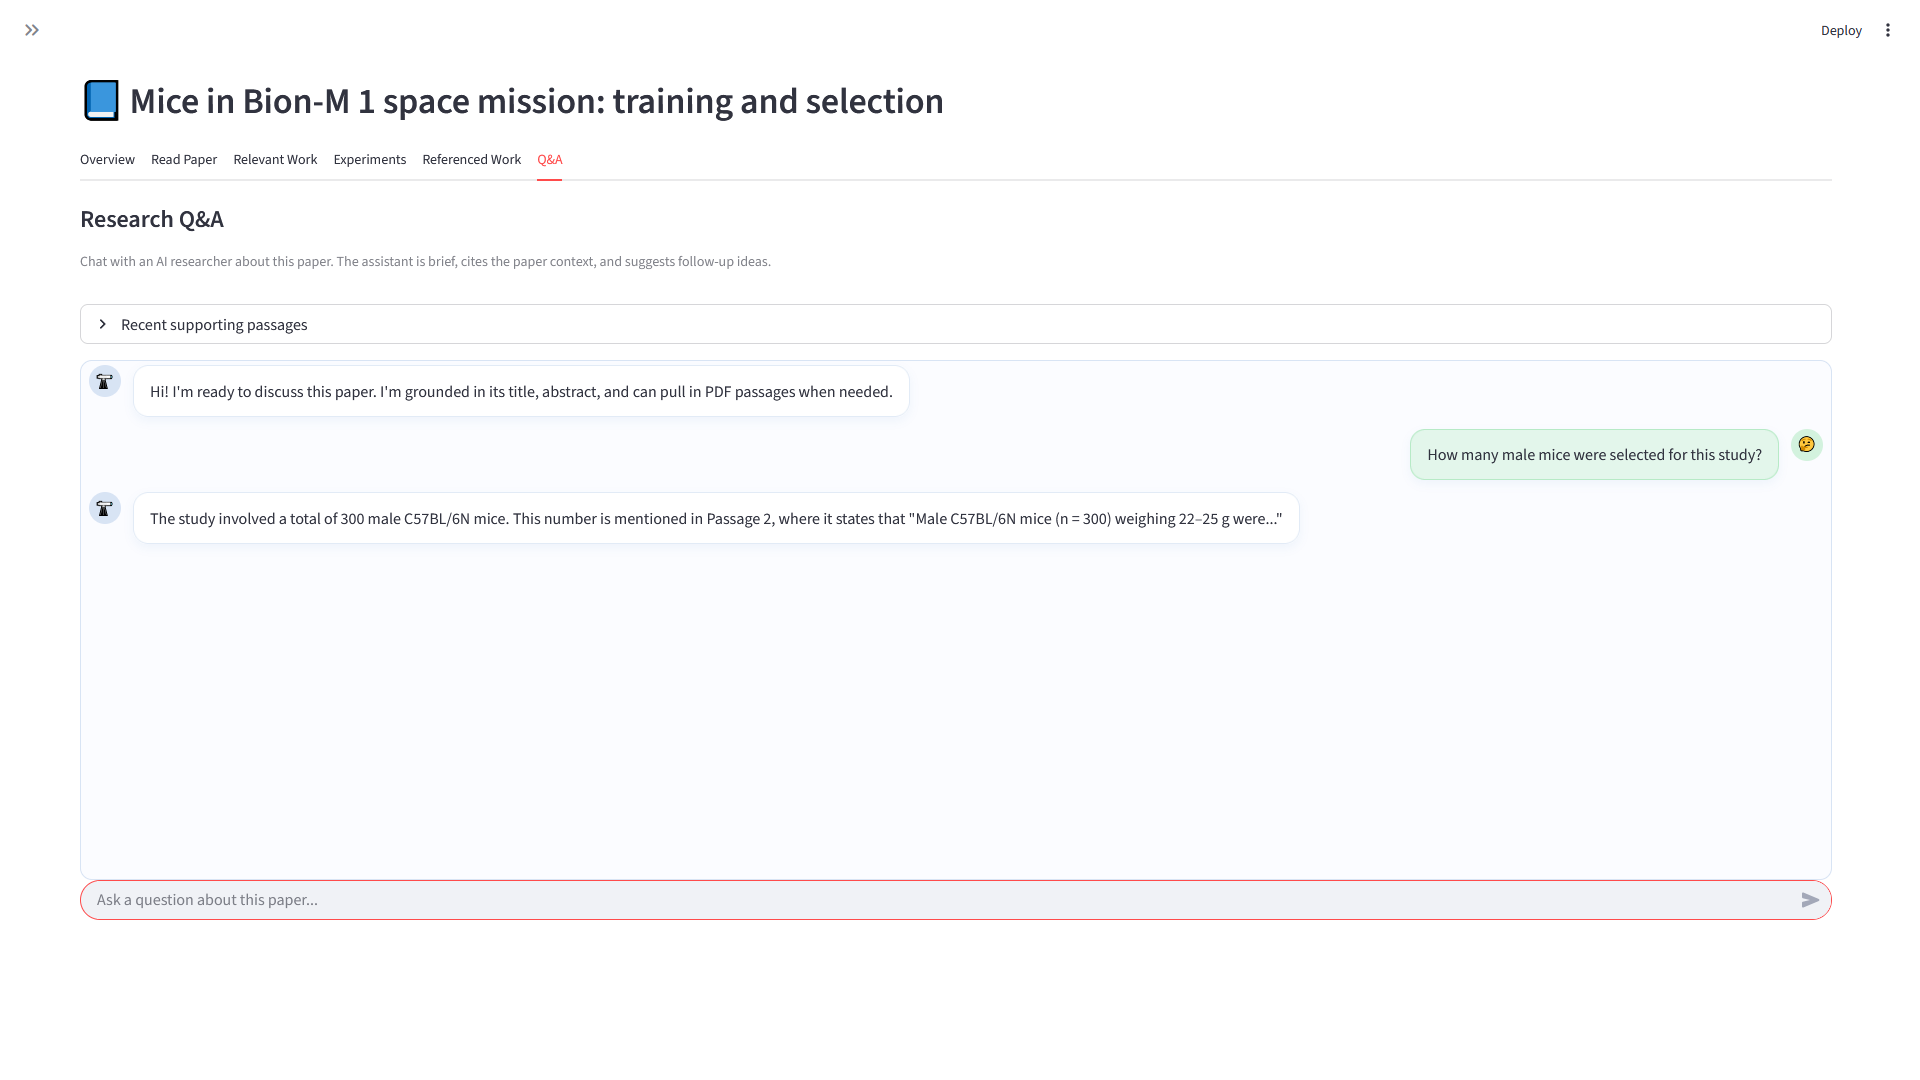 Deploy
Mice in Bion-M 1 space mission: training and selection
Overview Read Paper Relevant Work Experiments Referenced Work Q&A
Research Q&A
Chat with an AI researcher about this paper. The assistant is brief, cites the paper context, and suggests follow-up ideas.
Recent supporting passages
Hi! I'm ready to discuss this paper. I'm grounded in its title, abstract, and can pull in PDF passages when needed.
How many male mice were selected for this study?
The study involved a total of 300 male C57BL/6N mice. This number is mentioned in Passage 2, where it states that "Male C57BL/6N mice (n = 300) weighing 22–25 g were..."
Ask a question about this paper...